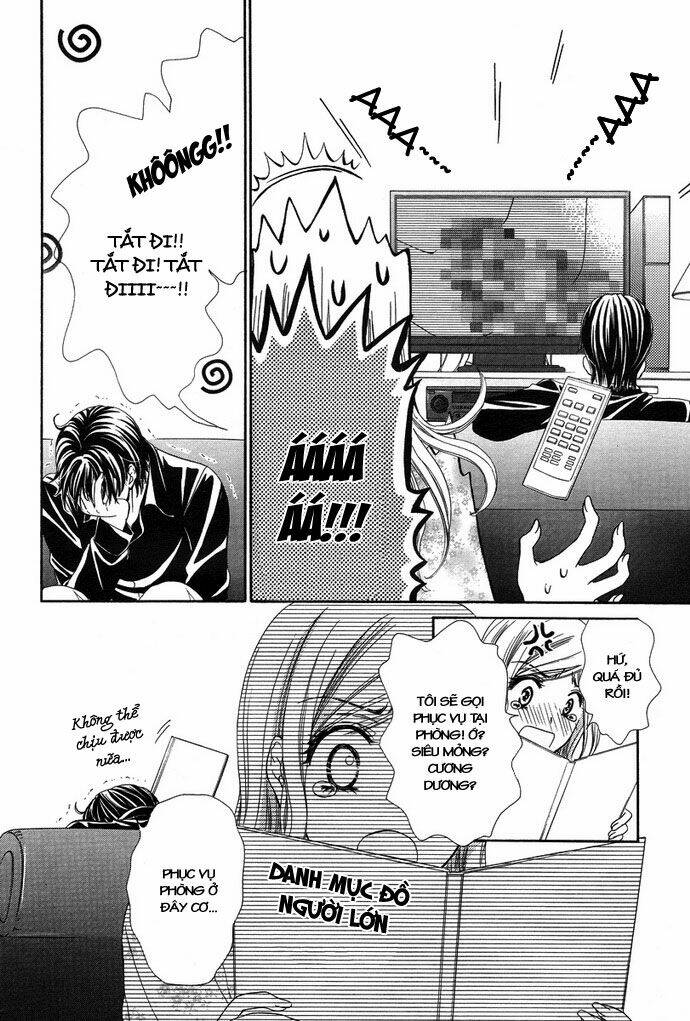 AAA~~~
~~~AAA
ÁÁÁÁ
ÁÁ!!!
KHÔÔNGG!!
TẮT ĐI!!
TẮT ĐI! TẮT
ĐIIII~~~!!
HỨ,
QUÁ ĐỦ
RỒI!
TÔI SẼ GỌI
PHỤC VỤ TẠI
PHÒNG! Ớ?
SIÊU MỎNG?
CƯƠNG
DƯƠNG?
DANH MỤC ĐỒ
NGƯỜI LỚN
Không thể
chịu được
nữa...
PHỤC VỤ
PHÒNG Ở
ĐÂY CƠ...